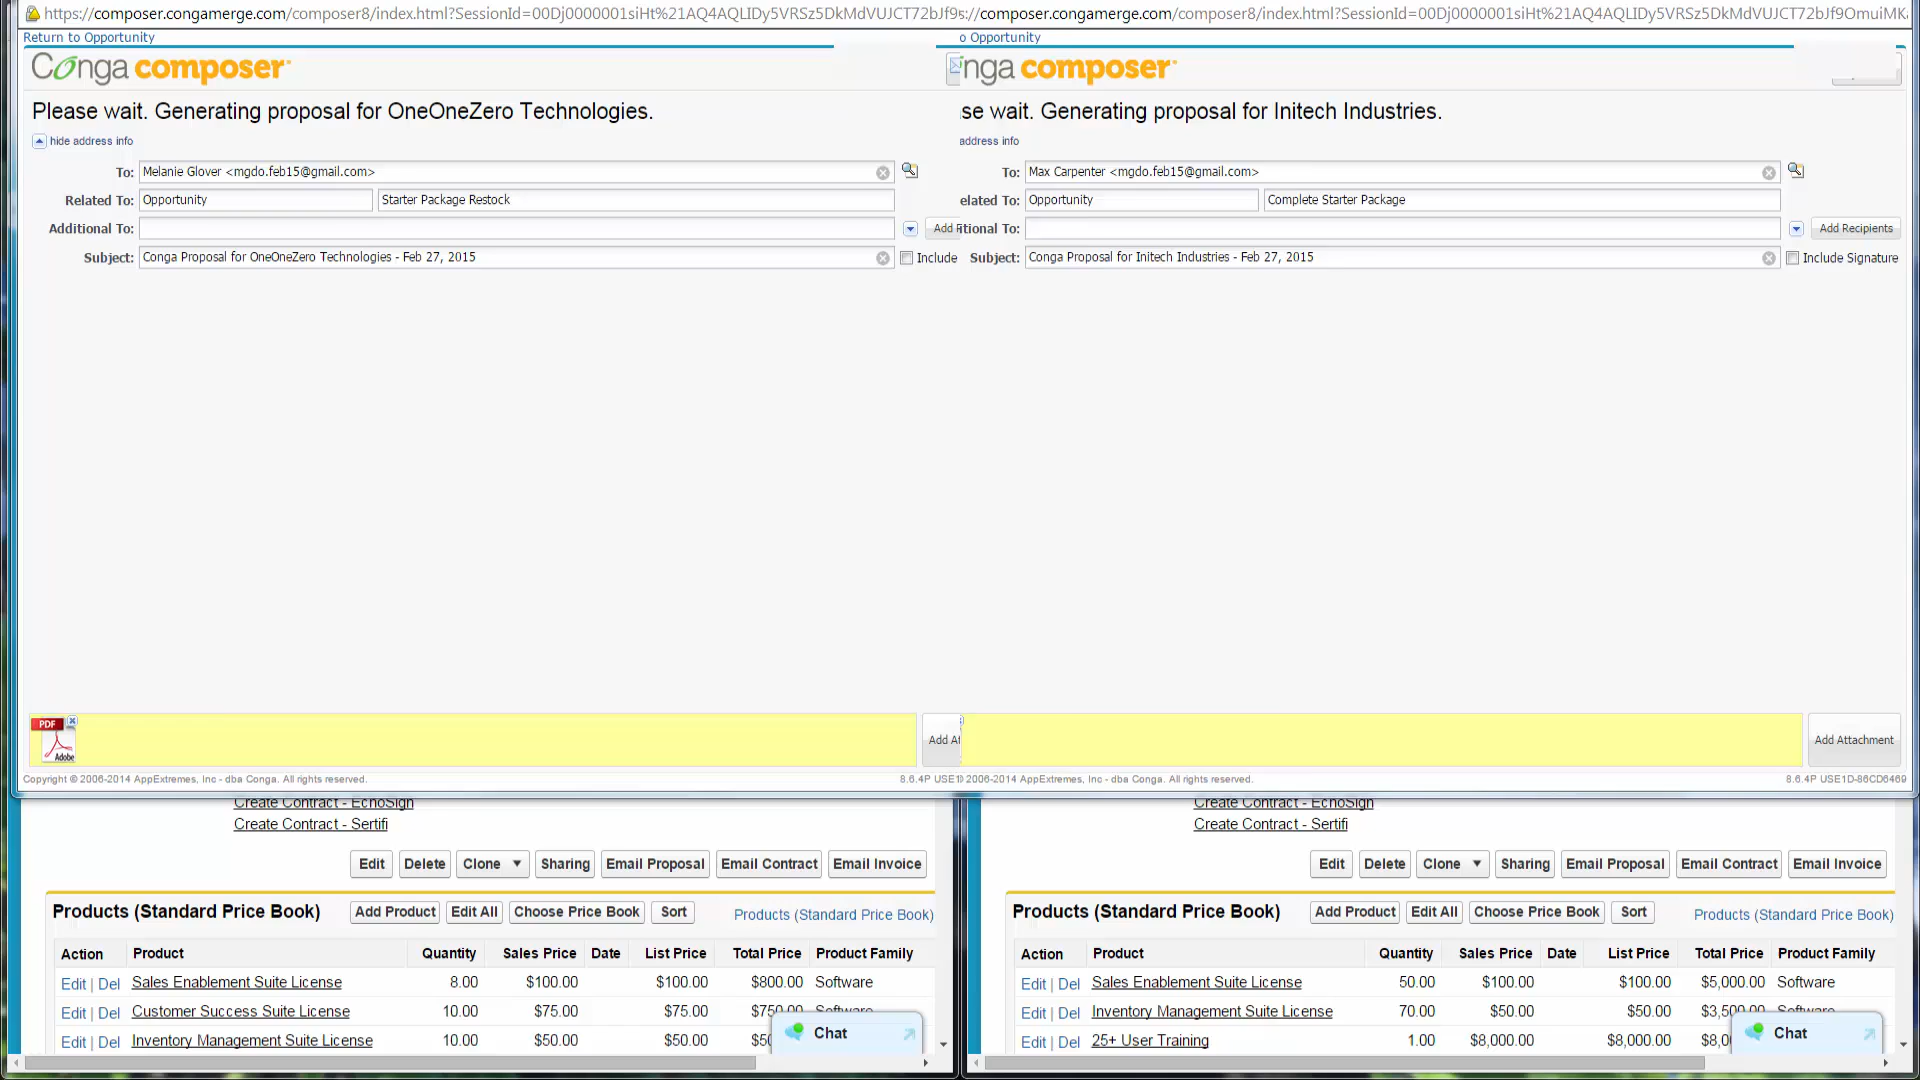 https://composer.congamerge.com/composer8/index.html?SessionId=00Dj0000001siHt%21AQ4AQLIDy5VRSz5DkMdVUJCT72bJf9
Return to Opportunity
Conga composer
Please wait. Generating proposal for OneOneZero Technologies.
hide address info
To: Melanie Glover <mgdo.feb15@gmail.com>
Related To: Opportunity Starter Package Restock
Additional To: Add
Subject: Conga Proposal for OneOneZero Technologies - Feb 27, 2015 Include
PDF
Adobe
Add At
Copyright © 2006-2014 AppExtremes, Inc - dba Conga. All rights reserved. 8.6.4P USE1D
s://composer.congamerge.com/composer8/index.html?SessionId=00Dj0000001siHt%21AQ4AQLIDy5VRSz5DkMdVUJCT72bJf9OmuiMK
o Opportunity
nga composer
se wait. Generating proposal for Initech Industries.
address info
To: Max Carpenter <mgdo.feb15@gmail.com>
elated To: Opportunity Complete Starter Package
itional To: Add Recipients
Subject: Conga Proposal for Initech Industries - Feb 27, 2015 Include Signature
Add Attachment
2006-2014 AppExtremes, Inc - dba Conga. All rights reserved. 8.6.4P USE1D-86CD6469
Create Contract - EchoSign
Create Contract - Sertifi
Edit Delete Clone Sharing Email Proposal Email Contract Email Invoice
Products (Standard Price Book) Add Product Edit All Choose Price Book Sort Products (Standard Price Book)
Action Product Quantity Sales Price Date List Price Total Price Product Family
Edit | Del Sales Enablement Suite License 8.00 $100.00 $100.00 $800.00 Software
Edit | Del Customer Success Suite License 10.00 $75.00 $75.00 $750.00 Software
Edit | Del Inventory Management Suite License 10.00 $50.00 $50.00 $50
Chat
Create Contract - EchoSign
Create Contract - Sertifi
Edit Delete Clone Sharing Email Proposal Email Contract Email Invoice
Products (Standard Price Book) Add Product Edit All Choose Price Book Sort Products (Standard Price Book)
Action Product Quantity Sales Price Date List Price Total Price Product Family
Edit | Del Sales Enablement Suite License 50.00 $100.00 $100.00 $5,000.00 Software
Edit | Del Inventory Management Suite License 70.00 $50.00 $50.00 $3,500.00 Software
Edit | Del 25+ User Training 1.00 $8,000.00 $8,000.00 $8,0
Chat